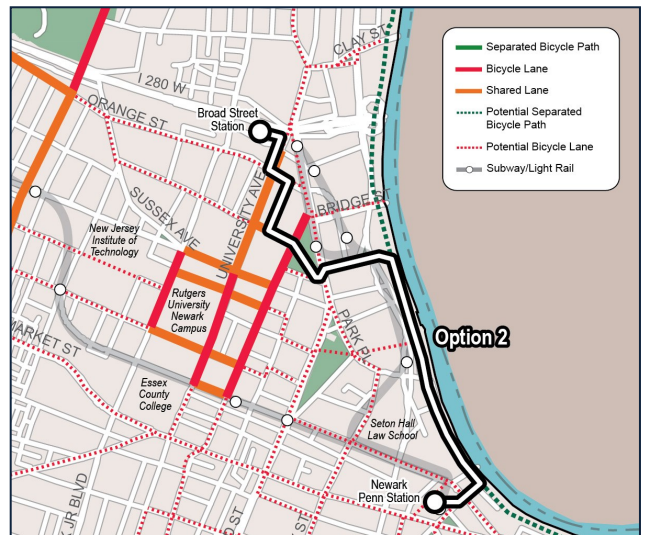 CLAY ST
I 280 W
Broad Street
Station
ORANGE ST
SUSSEX AVE
UNIVERSITY AVE
BRIDGE ST
New Jersey
Institute of
Technology
Rutgers
University
Newark
Campus
PARK PL
MARKET ST
Option 2
Essex
County
College
Seton Hall
Law School
Newark
Penn Station
JR BLVD
ST
ST
Separated Bicycle Path
Bicycle Lane
Shared Lane
Potential Separated
Bicycle Path
Potential Bicycle Lane
Subway/Light Rail